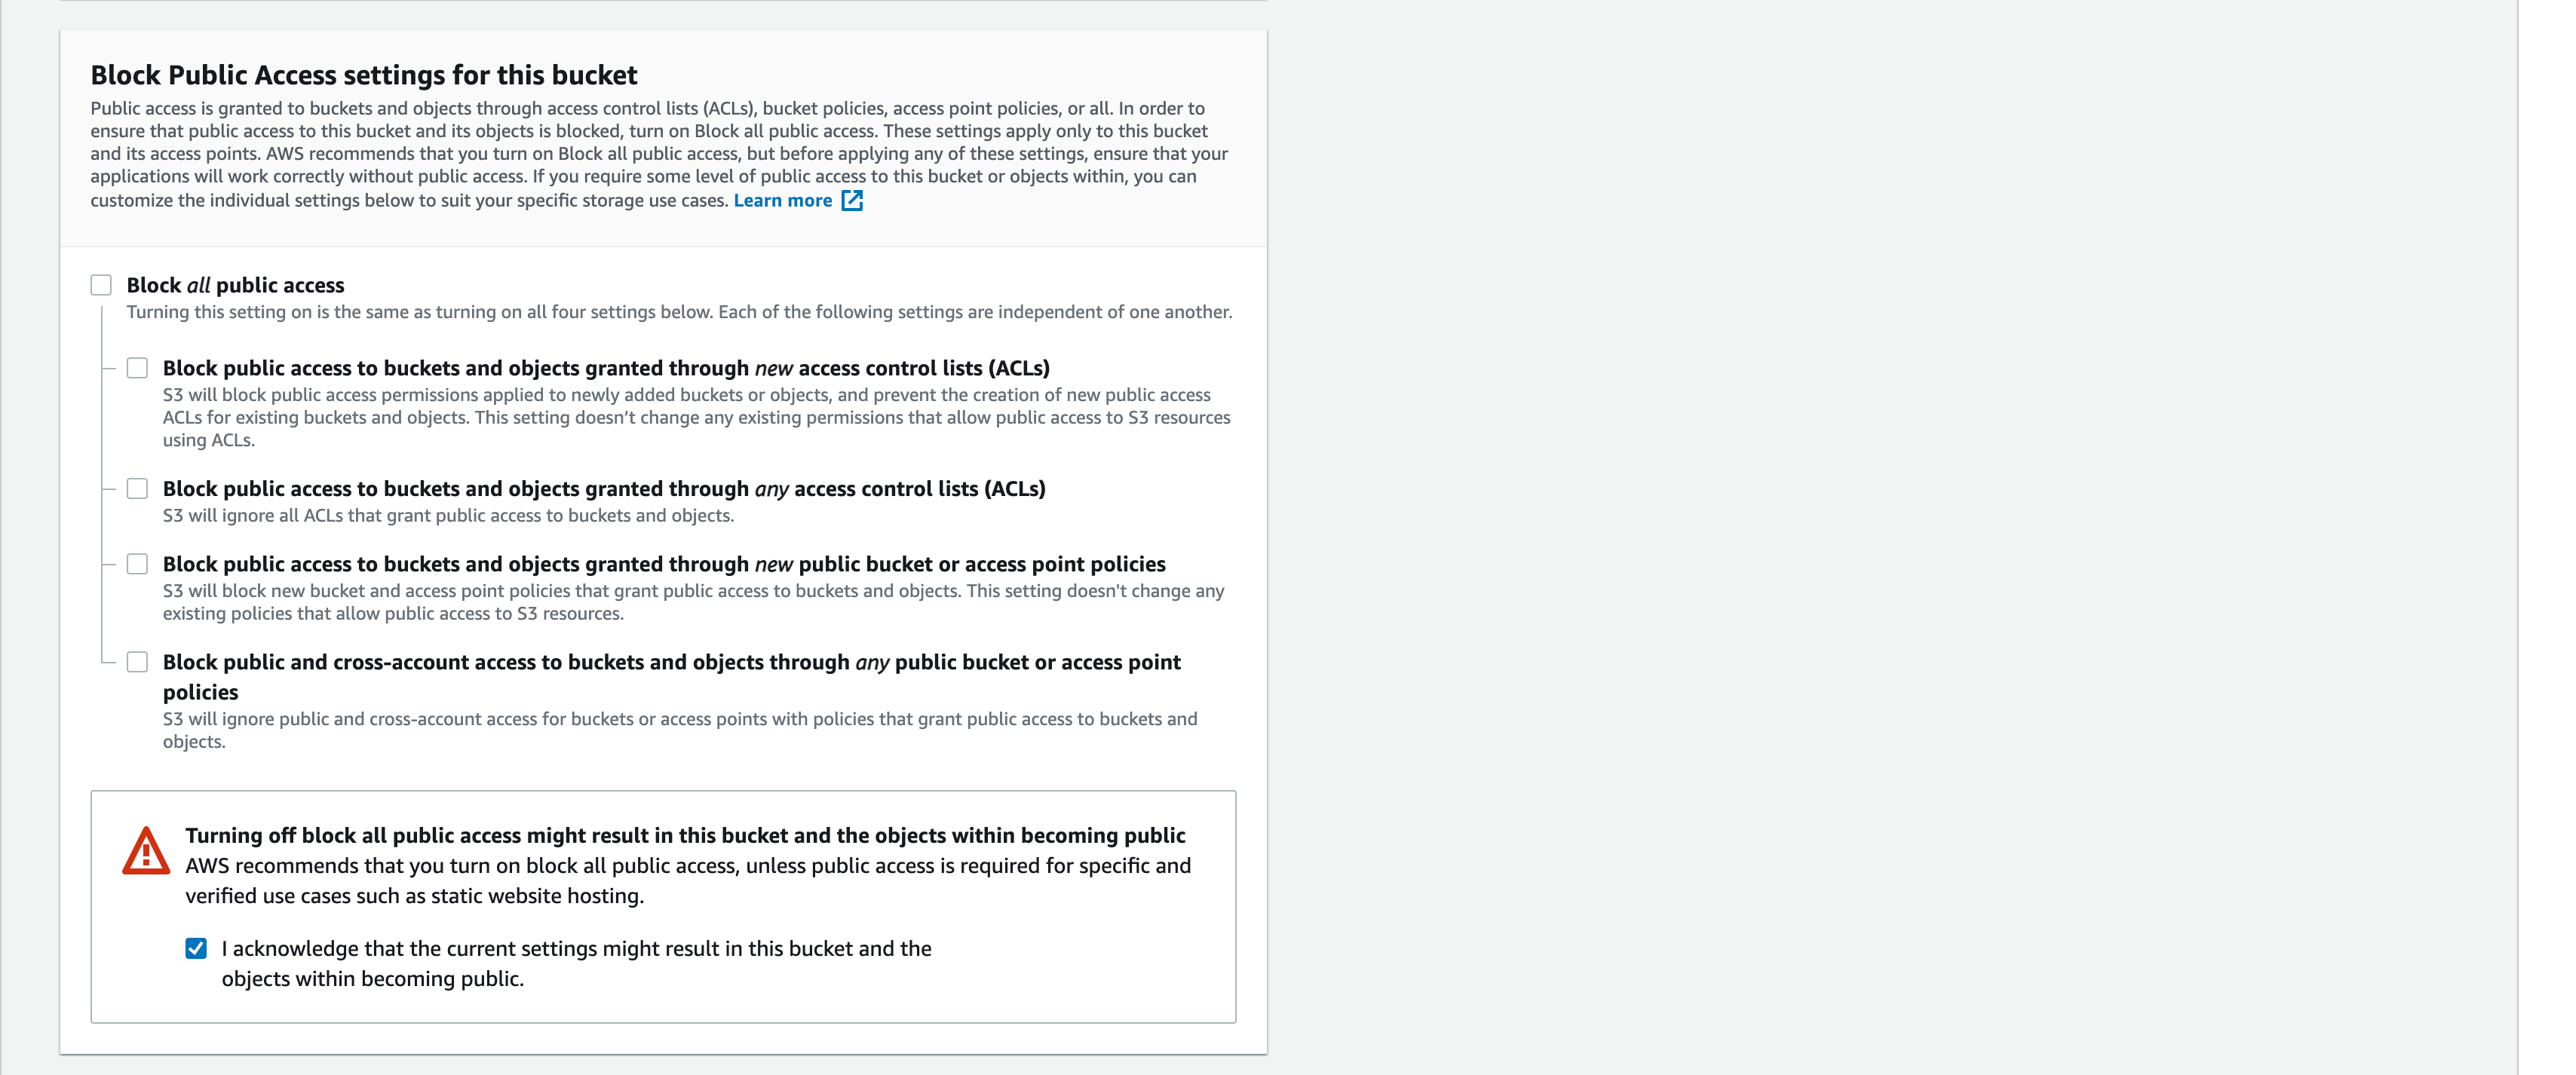 Block Public Access settings for this bucket
Public access is granted to buckets and objects through access control lists (ACLs), bucket policies, access point policies, or all. In order to
ensure that public access to this bucket and its objects is blocked, turn on Block all public access. These settings apply only to this bucket
and its access points. AWS recommends that you turn on Block all public access, but before applying any of these settings, ensure that your
applications will work correctly without public access. If you require some level of public access to this bucket or objects within, you can
customize the individual settings below to suit your specific storage use cases. Learn more
Block all public access
Turning this setting on is the same as turning on all four settings below. Each of the following settings are independent of one another.
Block public access to buckets and objects granted through new access control lists (ACLs)
S3 will block public access permissions applied to newly added buckets or objects, and prevent the creation of new public access
ACLs for existing buckets and objects. This setting doesn’t change any existing permissions that allow public access to S3 resources
using ACLs.
Block public access to buckets and objects granted through any access control lists (ACLs)
S3 will ignore all ACLs that grant public access to buckets and objects.
Block public access to buckets and objects granted through new public bucket or access point policies
S3 will block new bucket and access point policies that grant public access to buckets and objects. This setting doesn't change any
existing policies that allow public access to S3 resources.
Block public and cross-account access to buckets and objects through any public bucket or access point
policies
S3 will ignore public and cross-account access for buckets or access points with policies that grant public access to buckets and
objects.
Turning off block all public access might result in this bucket and the objects within becoming public
AWS recommends that you turn on block all public access, unless public access is required for specific and
verified use cases such as static website hosting.
I acknowledge that the current settings might result in this bucket and the
objects within becoming public.